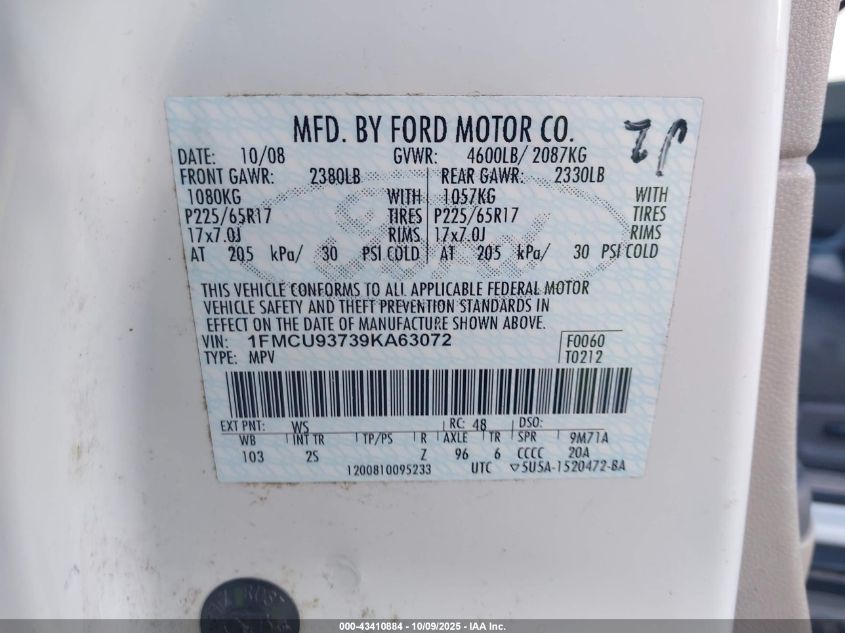 MFD. BY FORD MOTOR CO.
DATE: 10/08 GVWR: 4600LB/ 2087KG
FRONT GAWR: 2380LB REAR GAWR: 2330LB
1080KG WITH 1057KG WITH
P225/65R17 TIRES P225/65R17 TIRES
17x7.0J RIMS 17x7.0J RIMS
AT 205 kPa/ 30 PSI COLD AT 205 kPa/ 30 PSI COLD
THIS VEHICLE CONFORMS TO ALL APPLICABLE FEDERAL MOTOR
VEHICLE SAFETY AND THEFT PREVENTION STANDARDS IN
EFFECT ON THE DATE OF MANUFACTURE SHOWN ABOVE.
VIN: 1FMCU93739KA63072 F0060
TYPE: MPV T0212
EXT PNT: WS RC: 48 DSO:
WB INT TR TP/PS R AXLE TR SPR 9M71A
103 2S Z 96 6 CCCC 20A
1200810095233 UTC ▽5U5A-1520472-BA
000-43410884 - 10/09/2025 - IAA Inc.